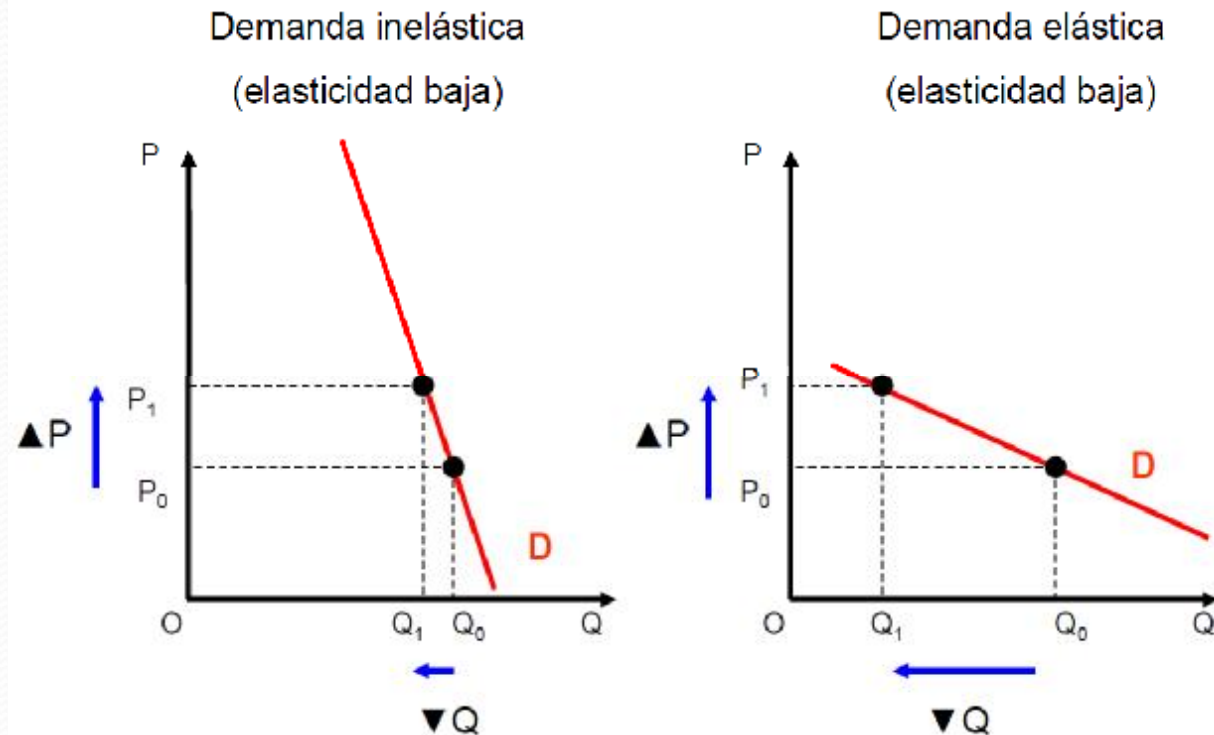 Demanda inelástica
(elasticidad baja)
P
P₁
▲P
P₀
D
O
Q₁
Q₀
Q
▼Q
Demanda elástica
(elasticidad baja)
P
P₁
▲P
P₀
D
O
Q₁
Q₀
Q
▼Q